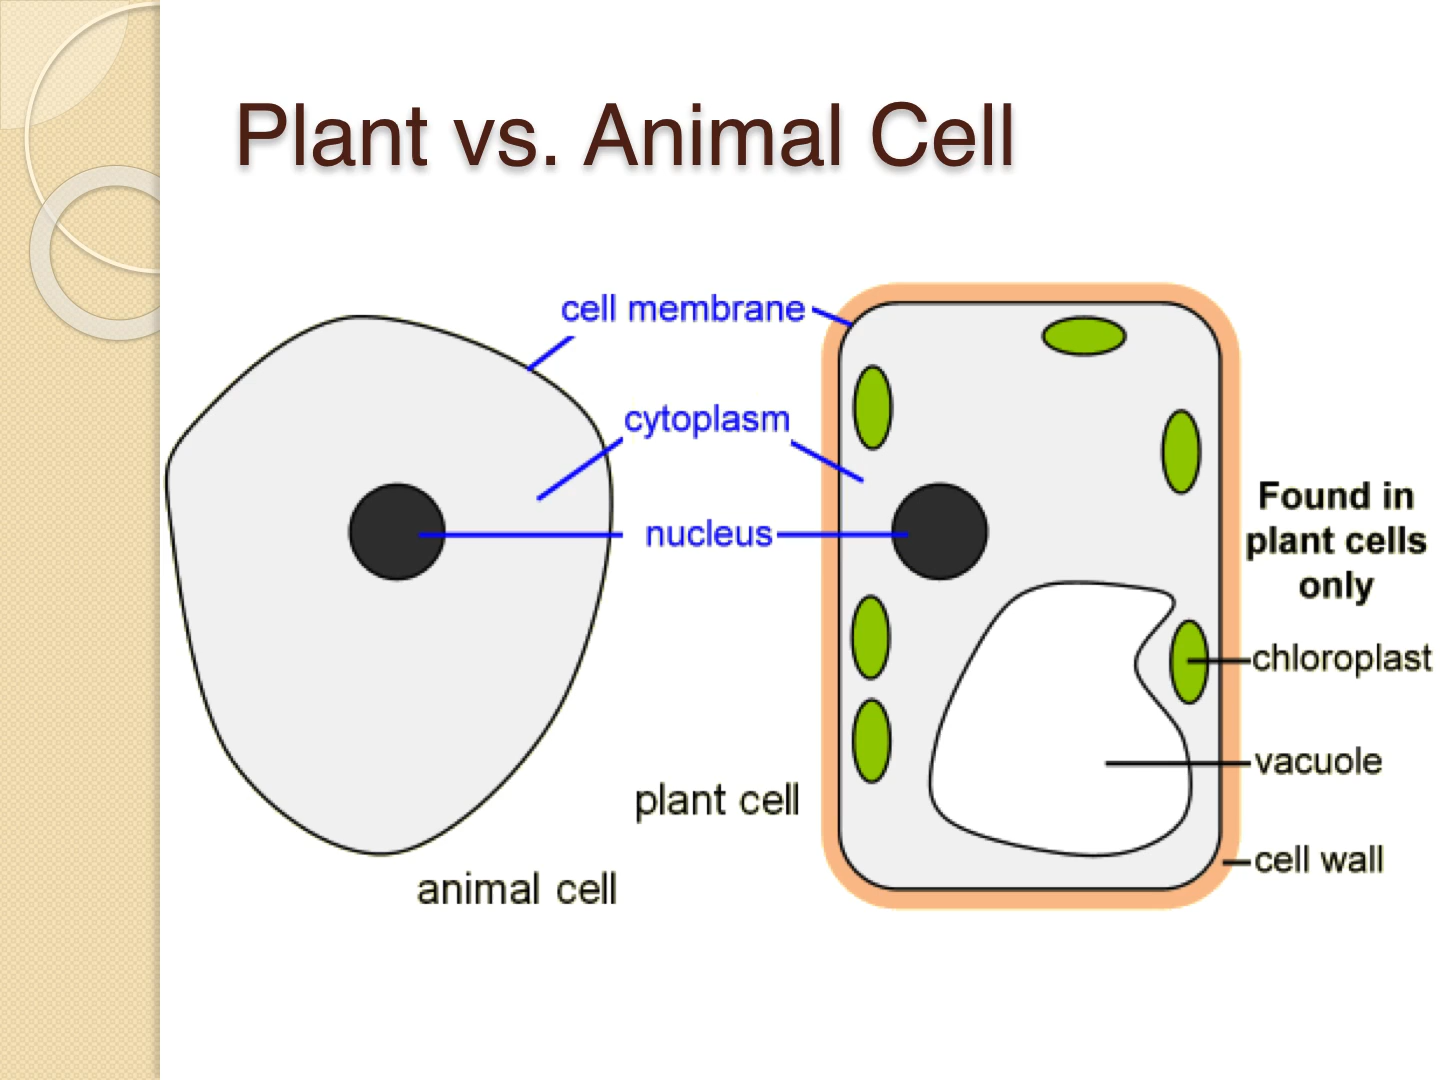 Plant vs. Animal Cell
cell membrane
cytoplasm
nucleus
Found in
plant cells
only
chloroplast
vacuole
plant cell
cell wall
animal cell